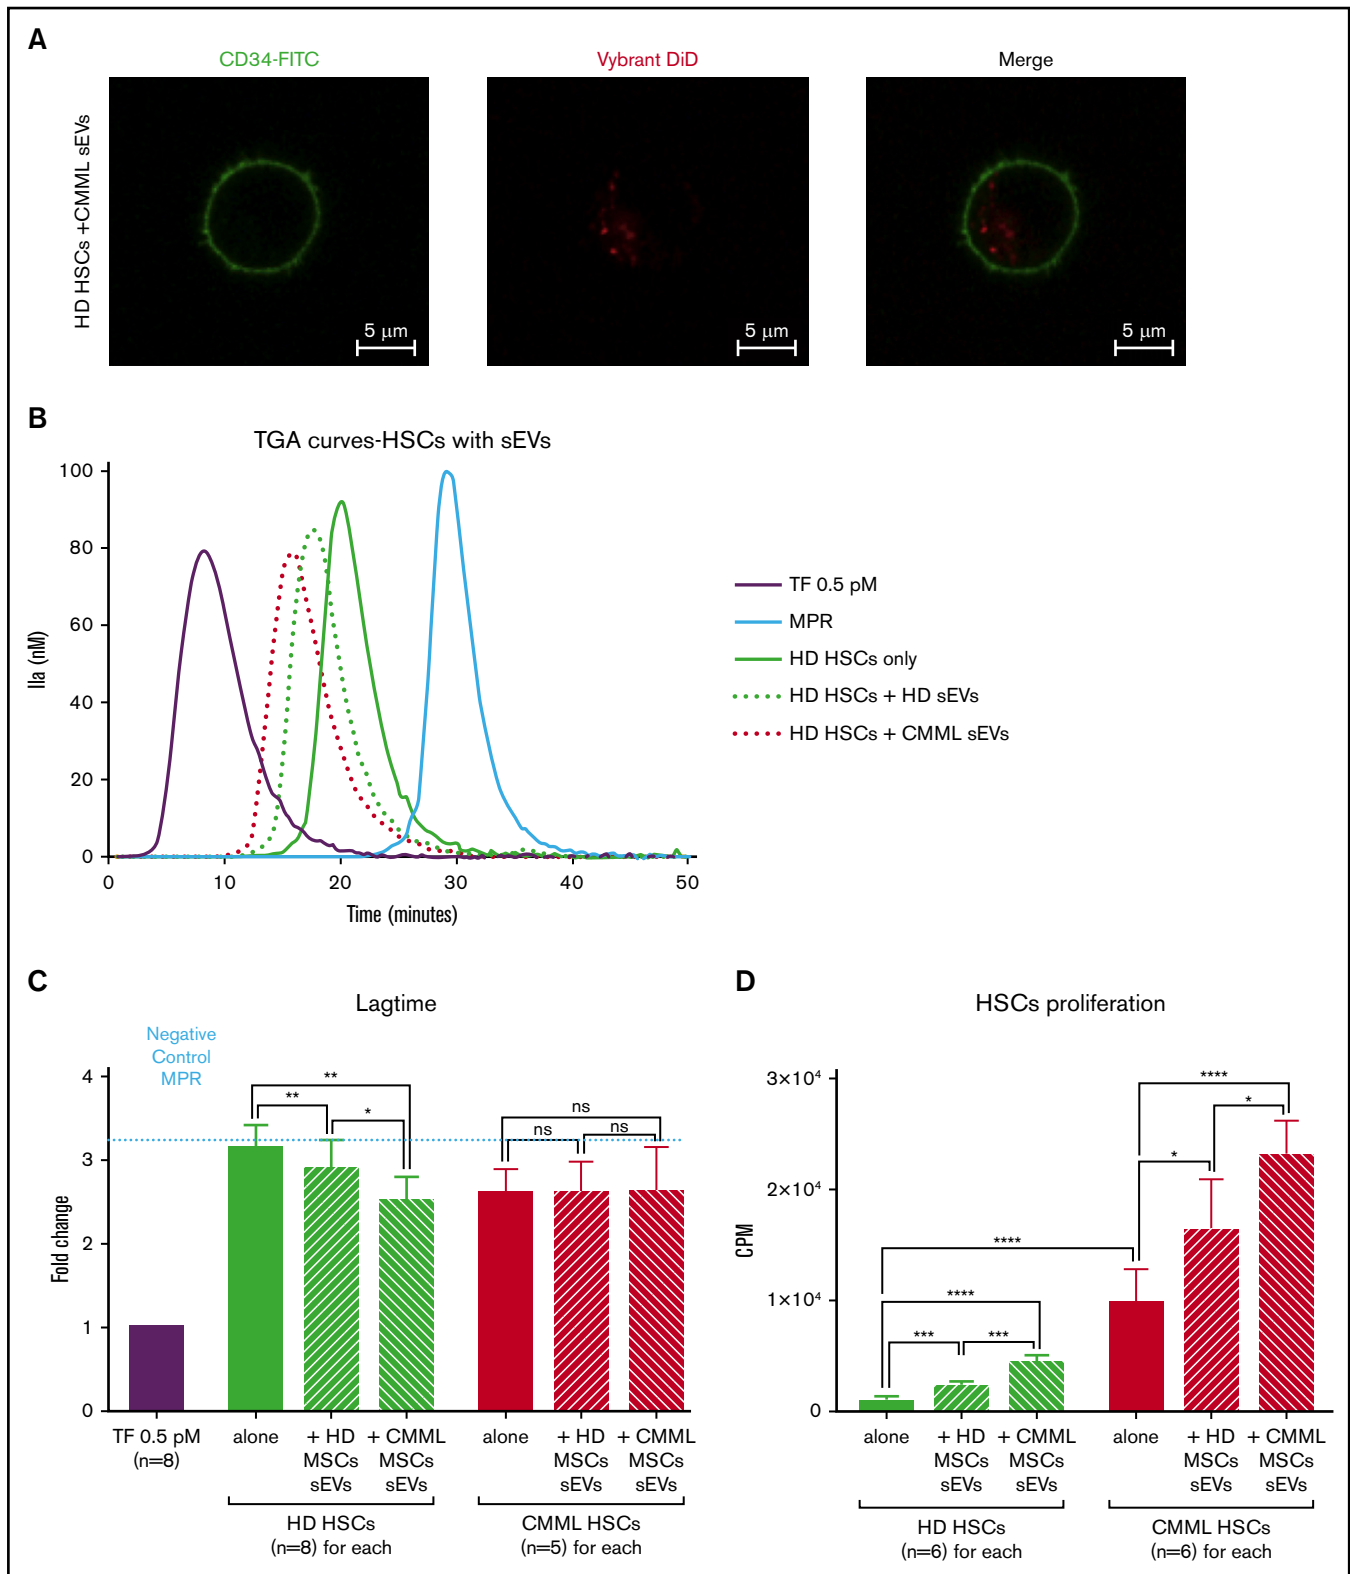 A
CD34-FITC
Vybrant DiD
Merge
HD HSCs +CMML sEVs
5 μm
5 μm
5 μm
B
TGA curves-HSCs with sEVs
IIa (nM)
100
80
60
40
20
0
0 10 20 30 40 50
Time (minutes)
TF 0.5 pM
MPR
HD HSCs only
HD HSCs + HD sEVs
HD HSCs + CMML sEVs
C
Lagtime
Negative
Control
MPR
Fold change
4
3
2
1
0
**
**
*
ns
ns
ns
TF 0.5 pM
(n=8)
alone
+ HD
MSCs
sEVs
+ CMML
MSCs
sEVs
alone
+ HD
MSCs
sEVs
+ CMML
MSCs
sEVs
HD HSCs
(n=8) for each
CMML HSCs
(n=5) for each
D
HSCs proliferation
CPM
3×10⁴
2×10⁴
1×10⁴
0
****
*
*
****
****
***
***
alone
+ HD
MSCs
sEVs
+ CMML
MSCs
sEVs
alone
+ HD
MSCs
sEVs
+ CMML
MSCs
sEVs
HD HSCs
(n=6) for each
CMML HSCs
(n=6) for each